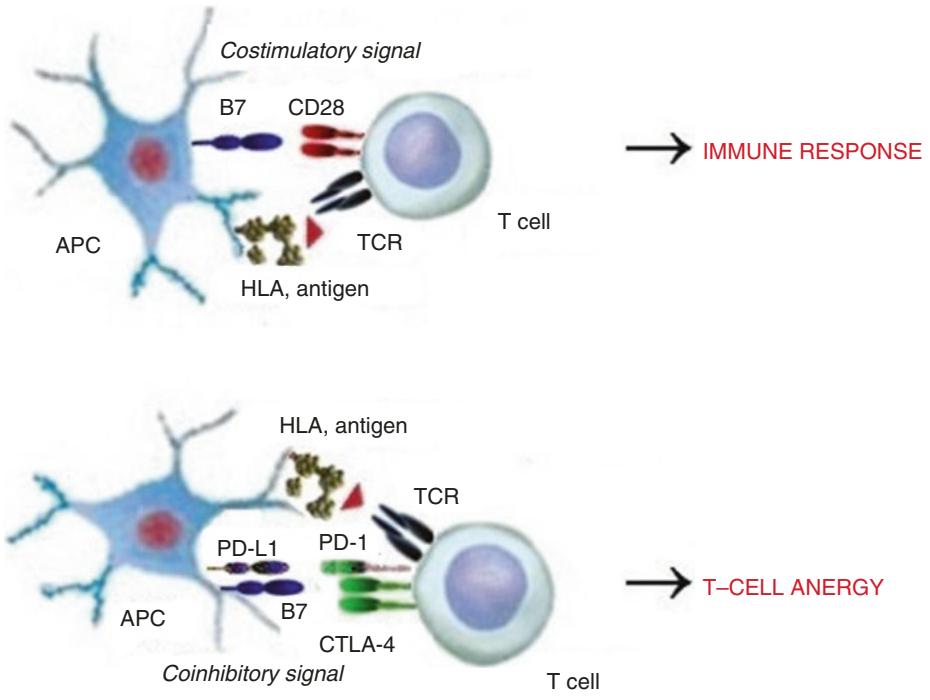 Costimulatory signal
B7
CD28
IMMUNE RESPONSE
T cell
APC
TCR
HLA, antigen
HLA, antigen
TCR
PD-L1
PD-1
T–CELL ANERGY
B7
APC
CTLA-4
Coinhibitory signal
T cell